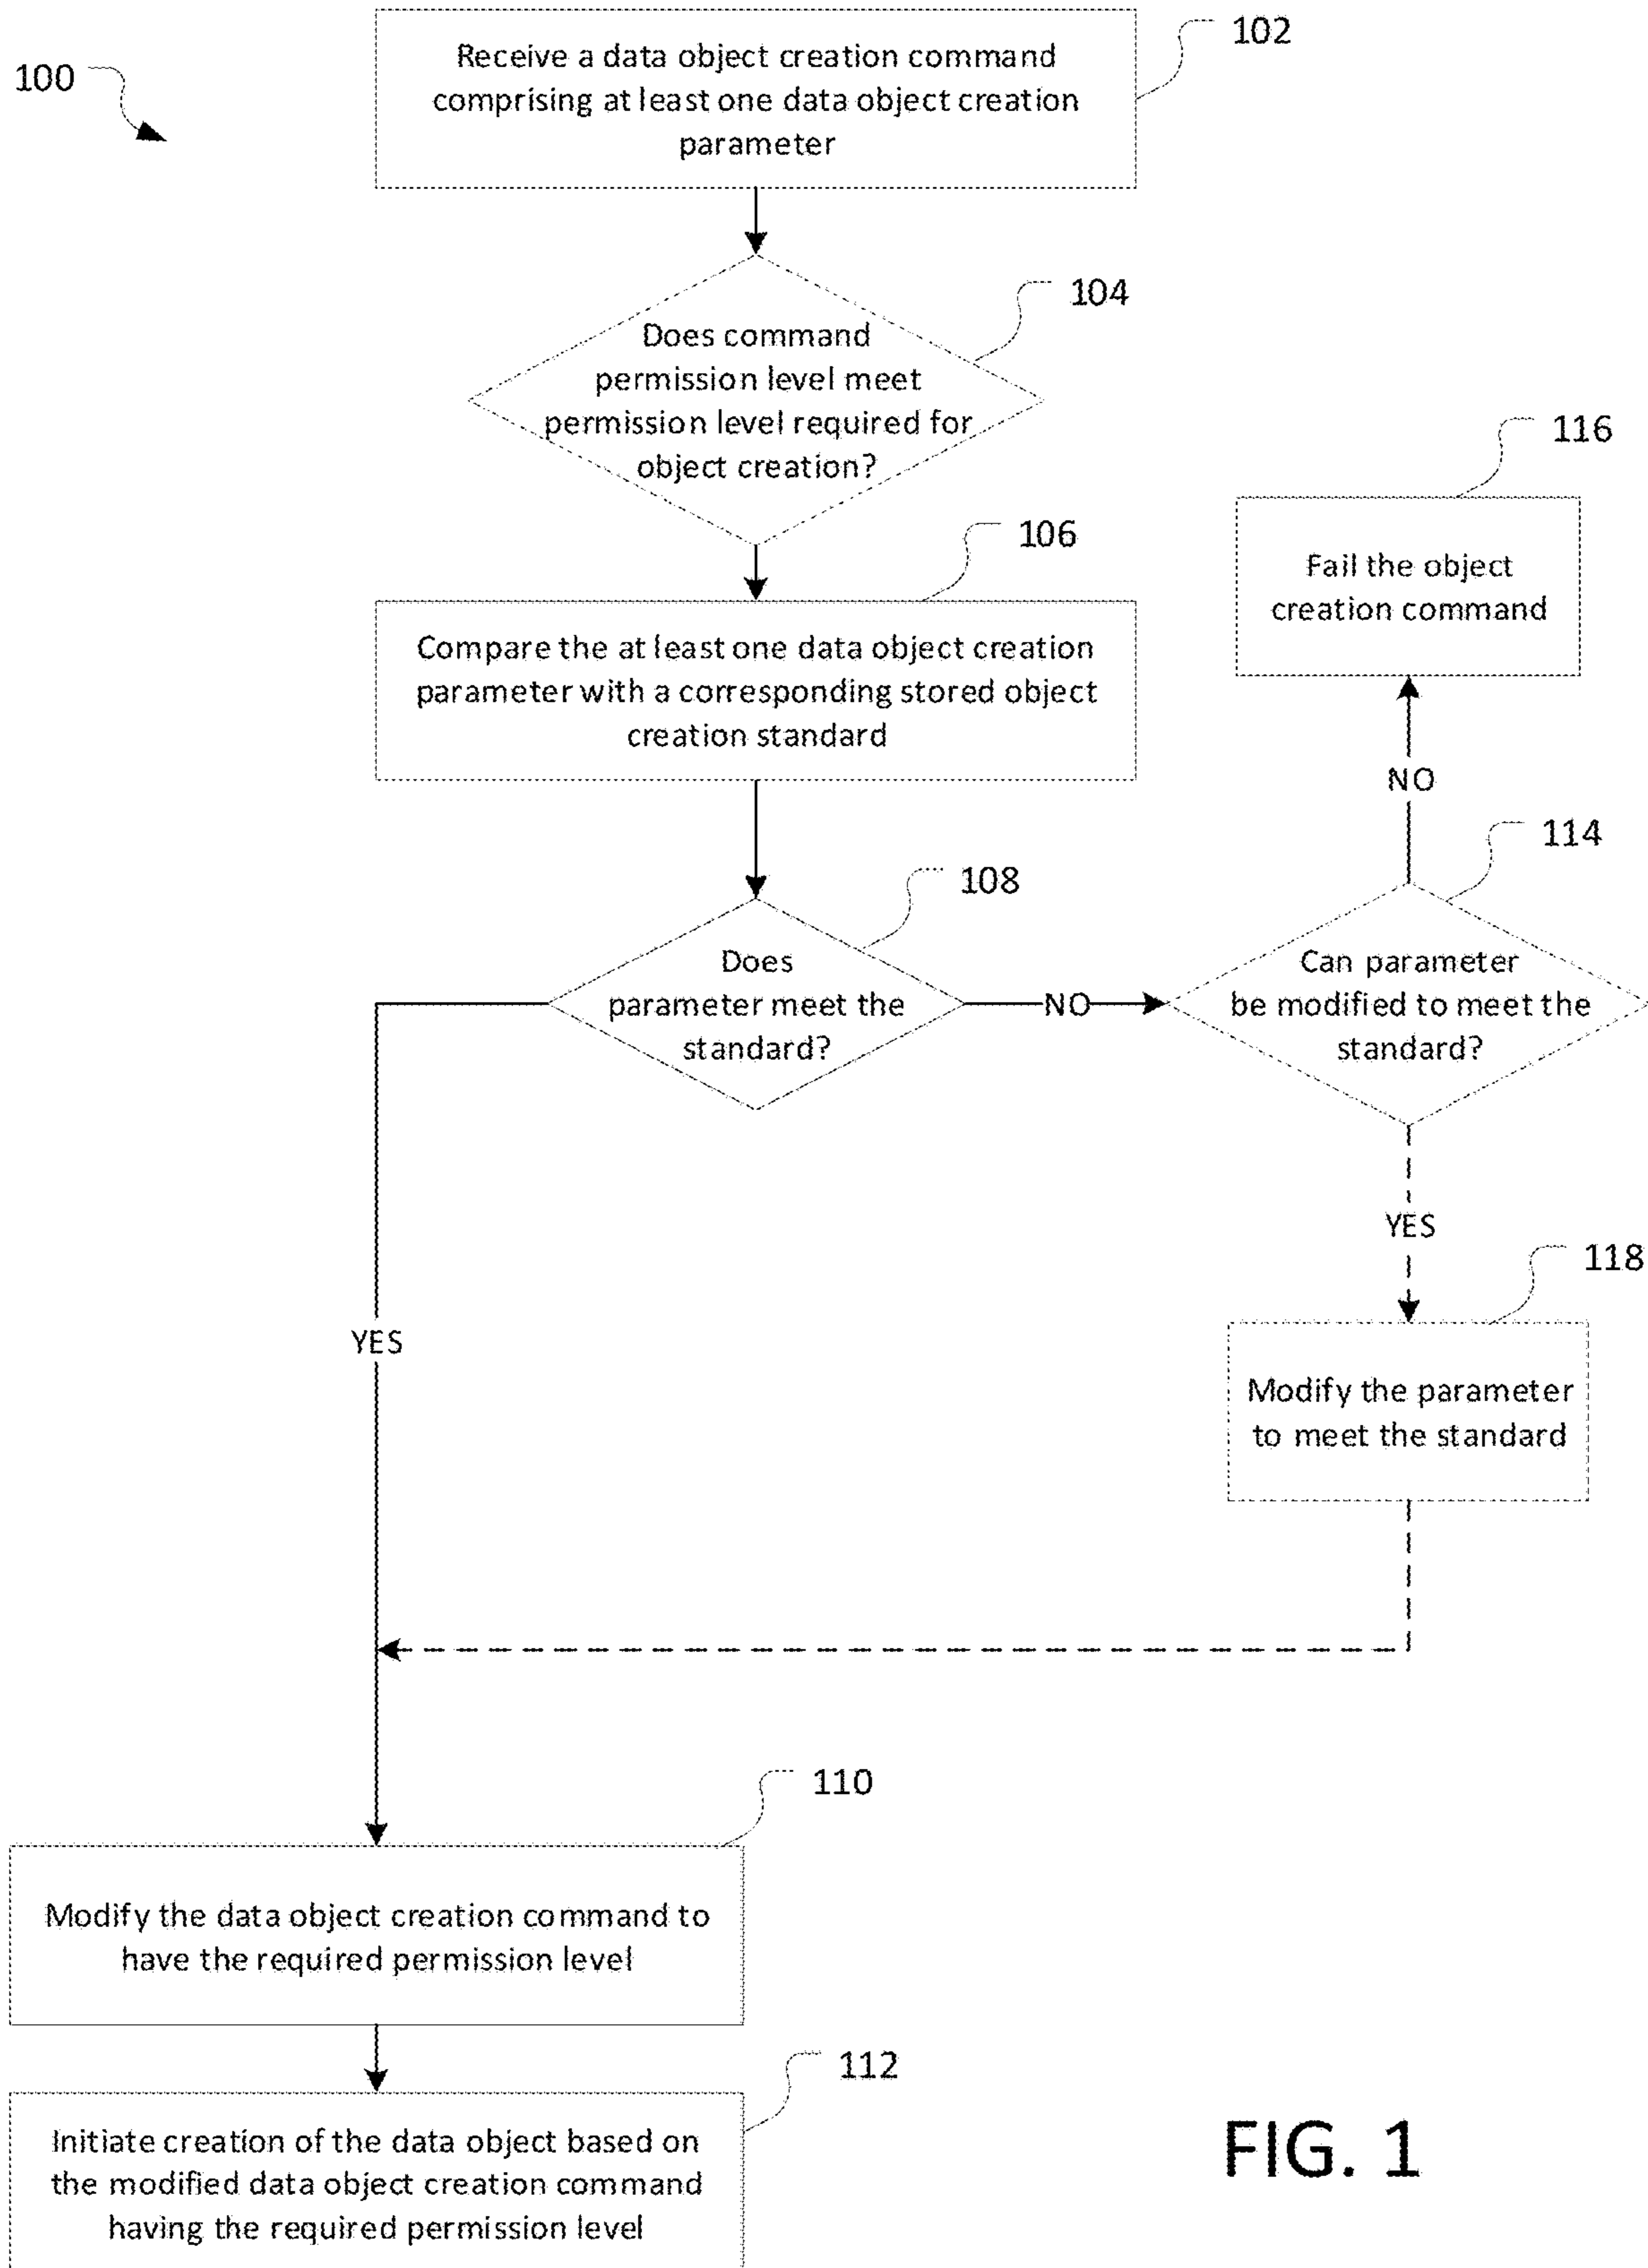 100
102
Receive a data object creation command
comprising at least one data object creation
parameter
104
Does command
permission level meet
permission level required for
object creation?
116
Fail the object
creation command
106
Compare the at least one data object creation
parameter with a corresponding stored object
creation standard
NO
114
108
Does
parameter meet the
standard?
NO
Can parameter
be modified to meet the
standard?
YES
118
YES
Modify the parameter
to meet the standard
110
Modify the data object creation command to
have the required permission level
112
Initiate creation of the data object based on
the modified data object creation command
having the required permission level
FIG. 1